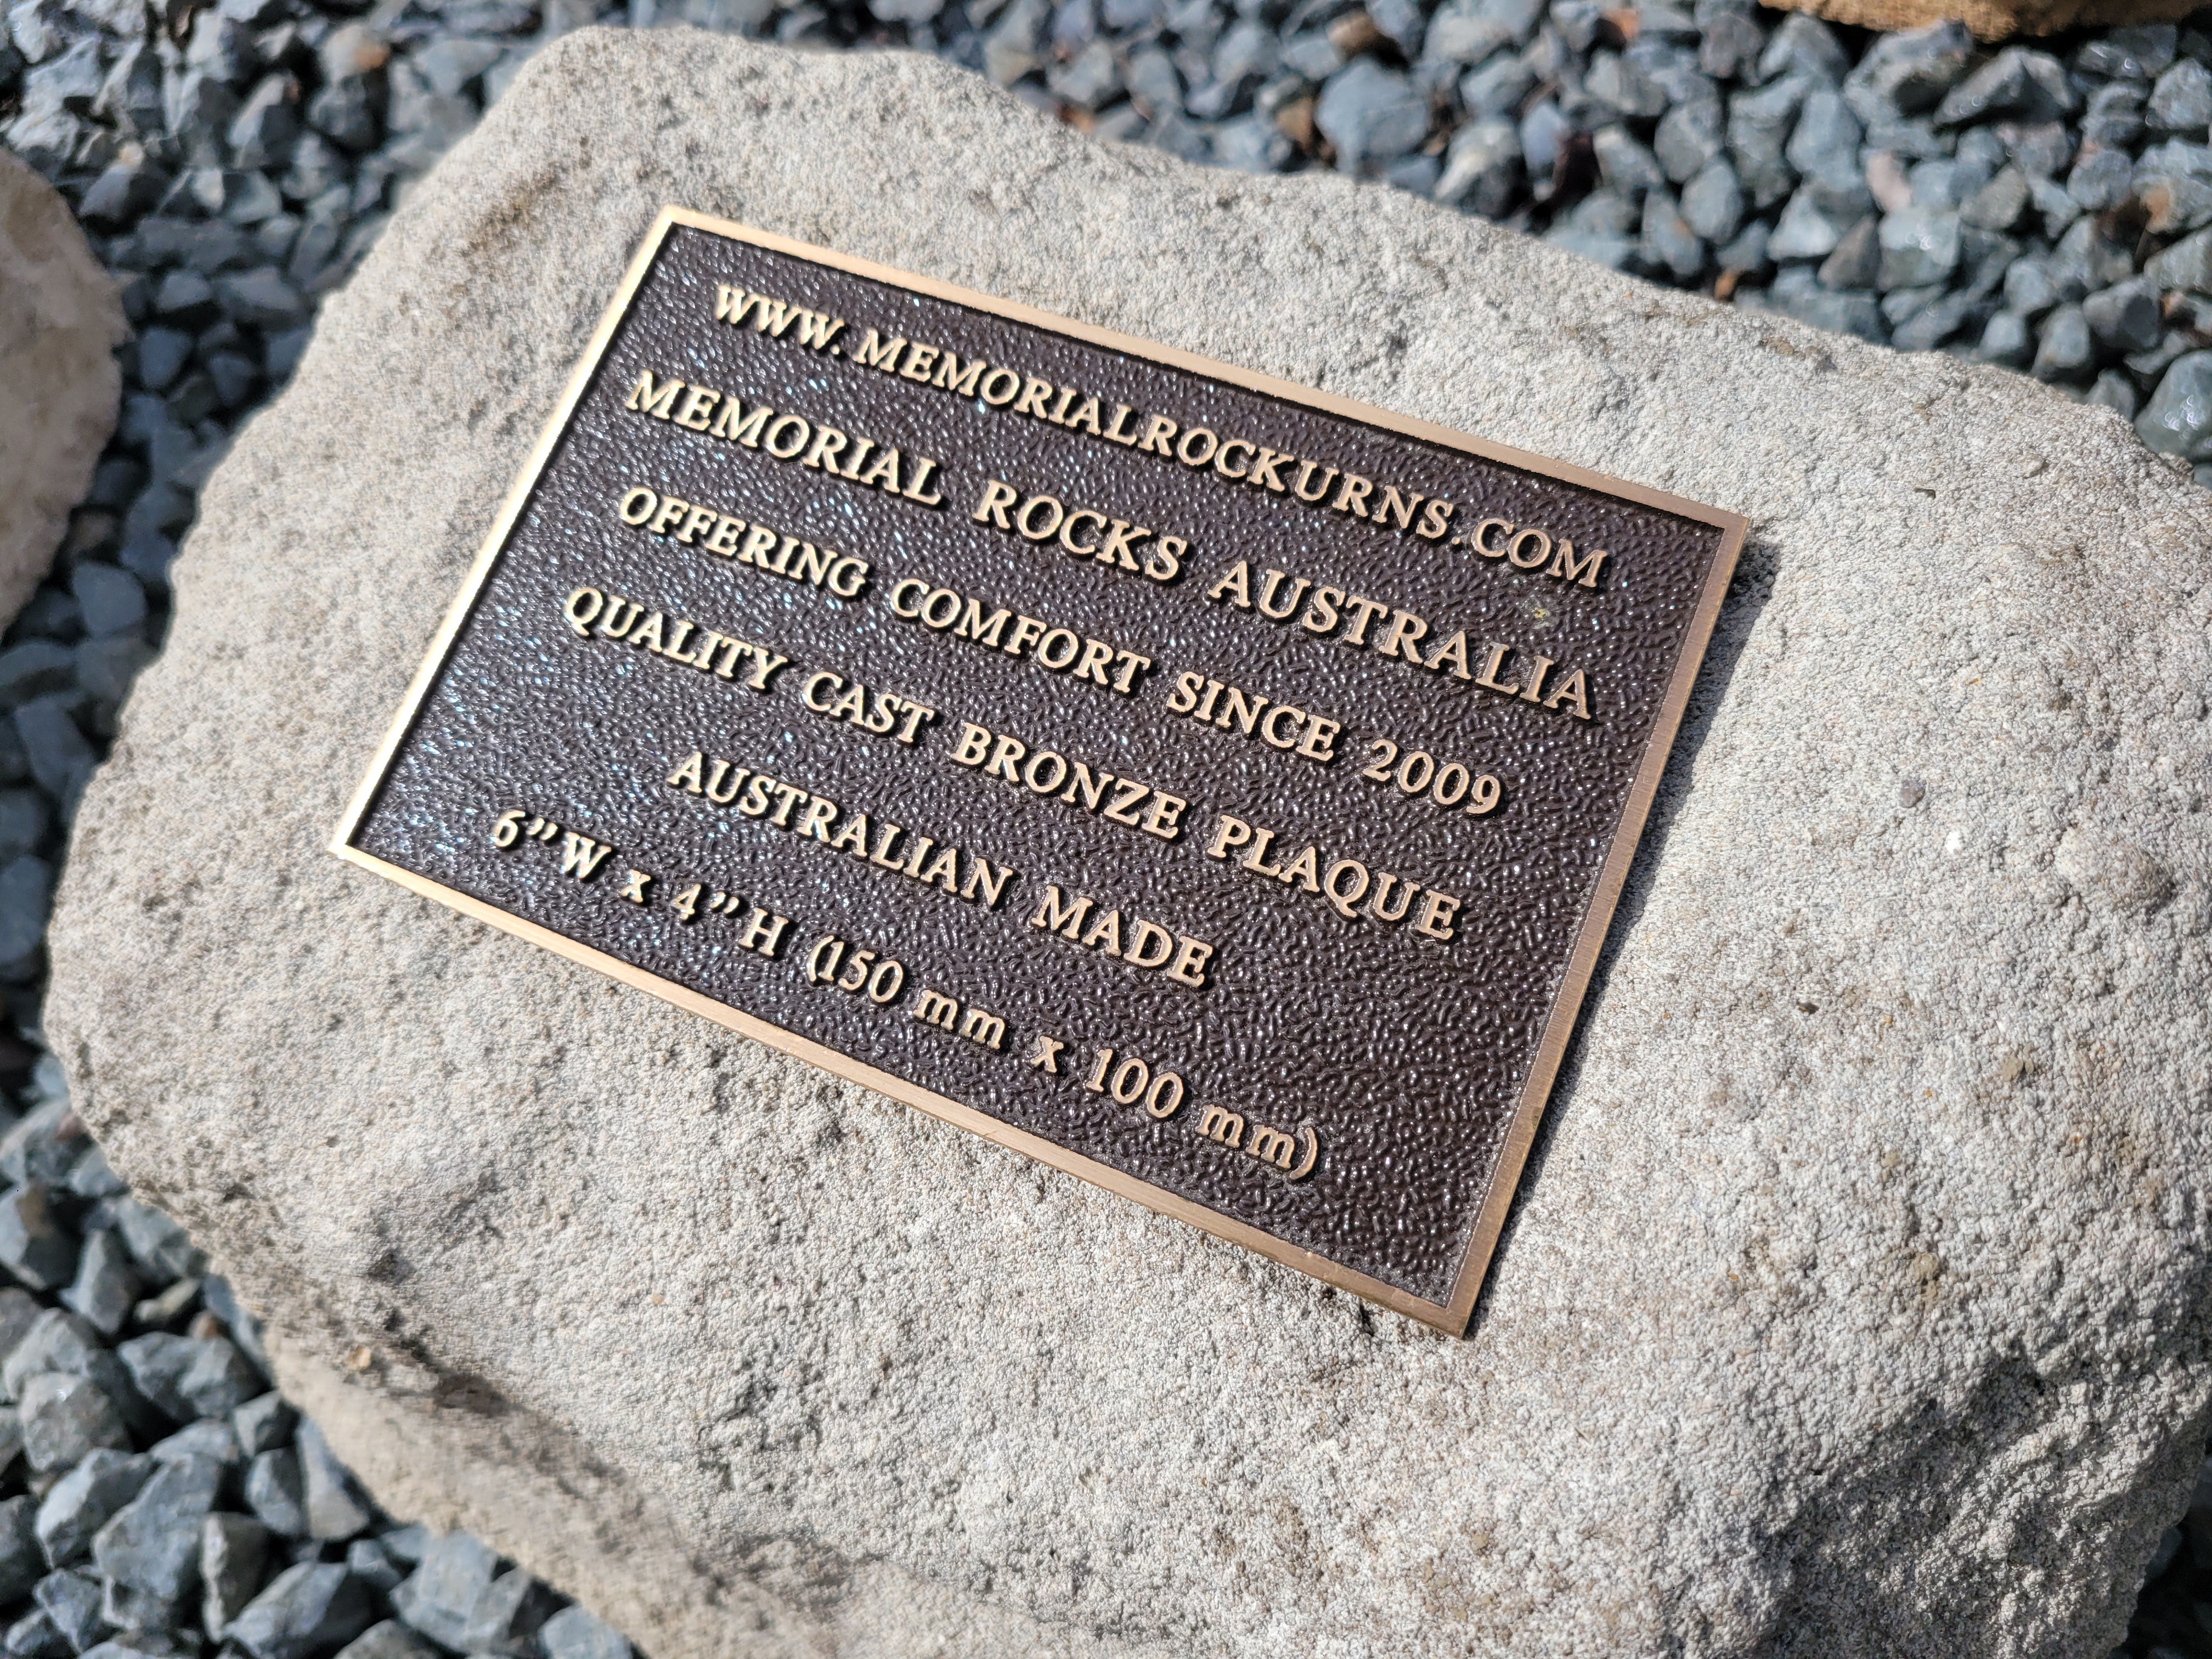 WWW.MEMORIALROCKURNS.COM
MEMORIAL ROCKS AUSTRALIA
OFFERING COMFORT SINCE 2009
QUALITY CAST BRONZE PLAQUE
AUSTRALIAN MADE
6”W x 4”H (150 mm x 100 mm)